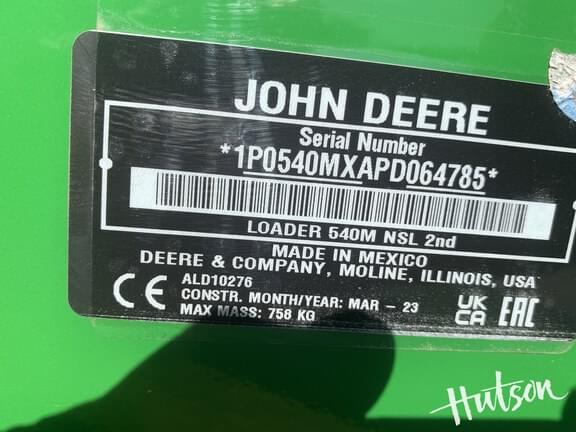 JOHN DEERE
Serial Number
*1P0540MXAPD064785*
LOADER 540M NSL 2nd
MADE IN MEXICO
DEERE & COMPANY, MOLINE, ILLINOIS, USA
ALD10276
CONSTR. MONTH/YEAR: MAR - 23
MAX MASS: 758 KG
CE
UK
CA
EAC
Hutson